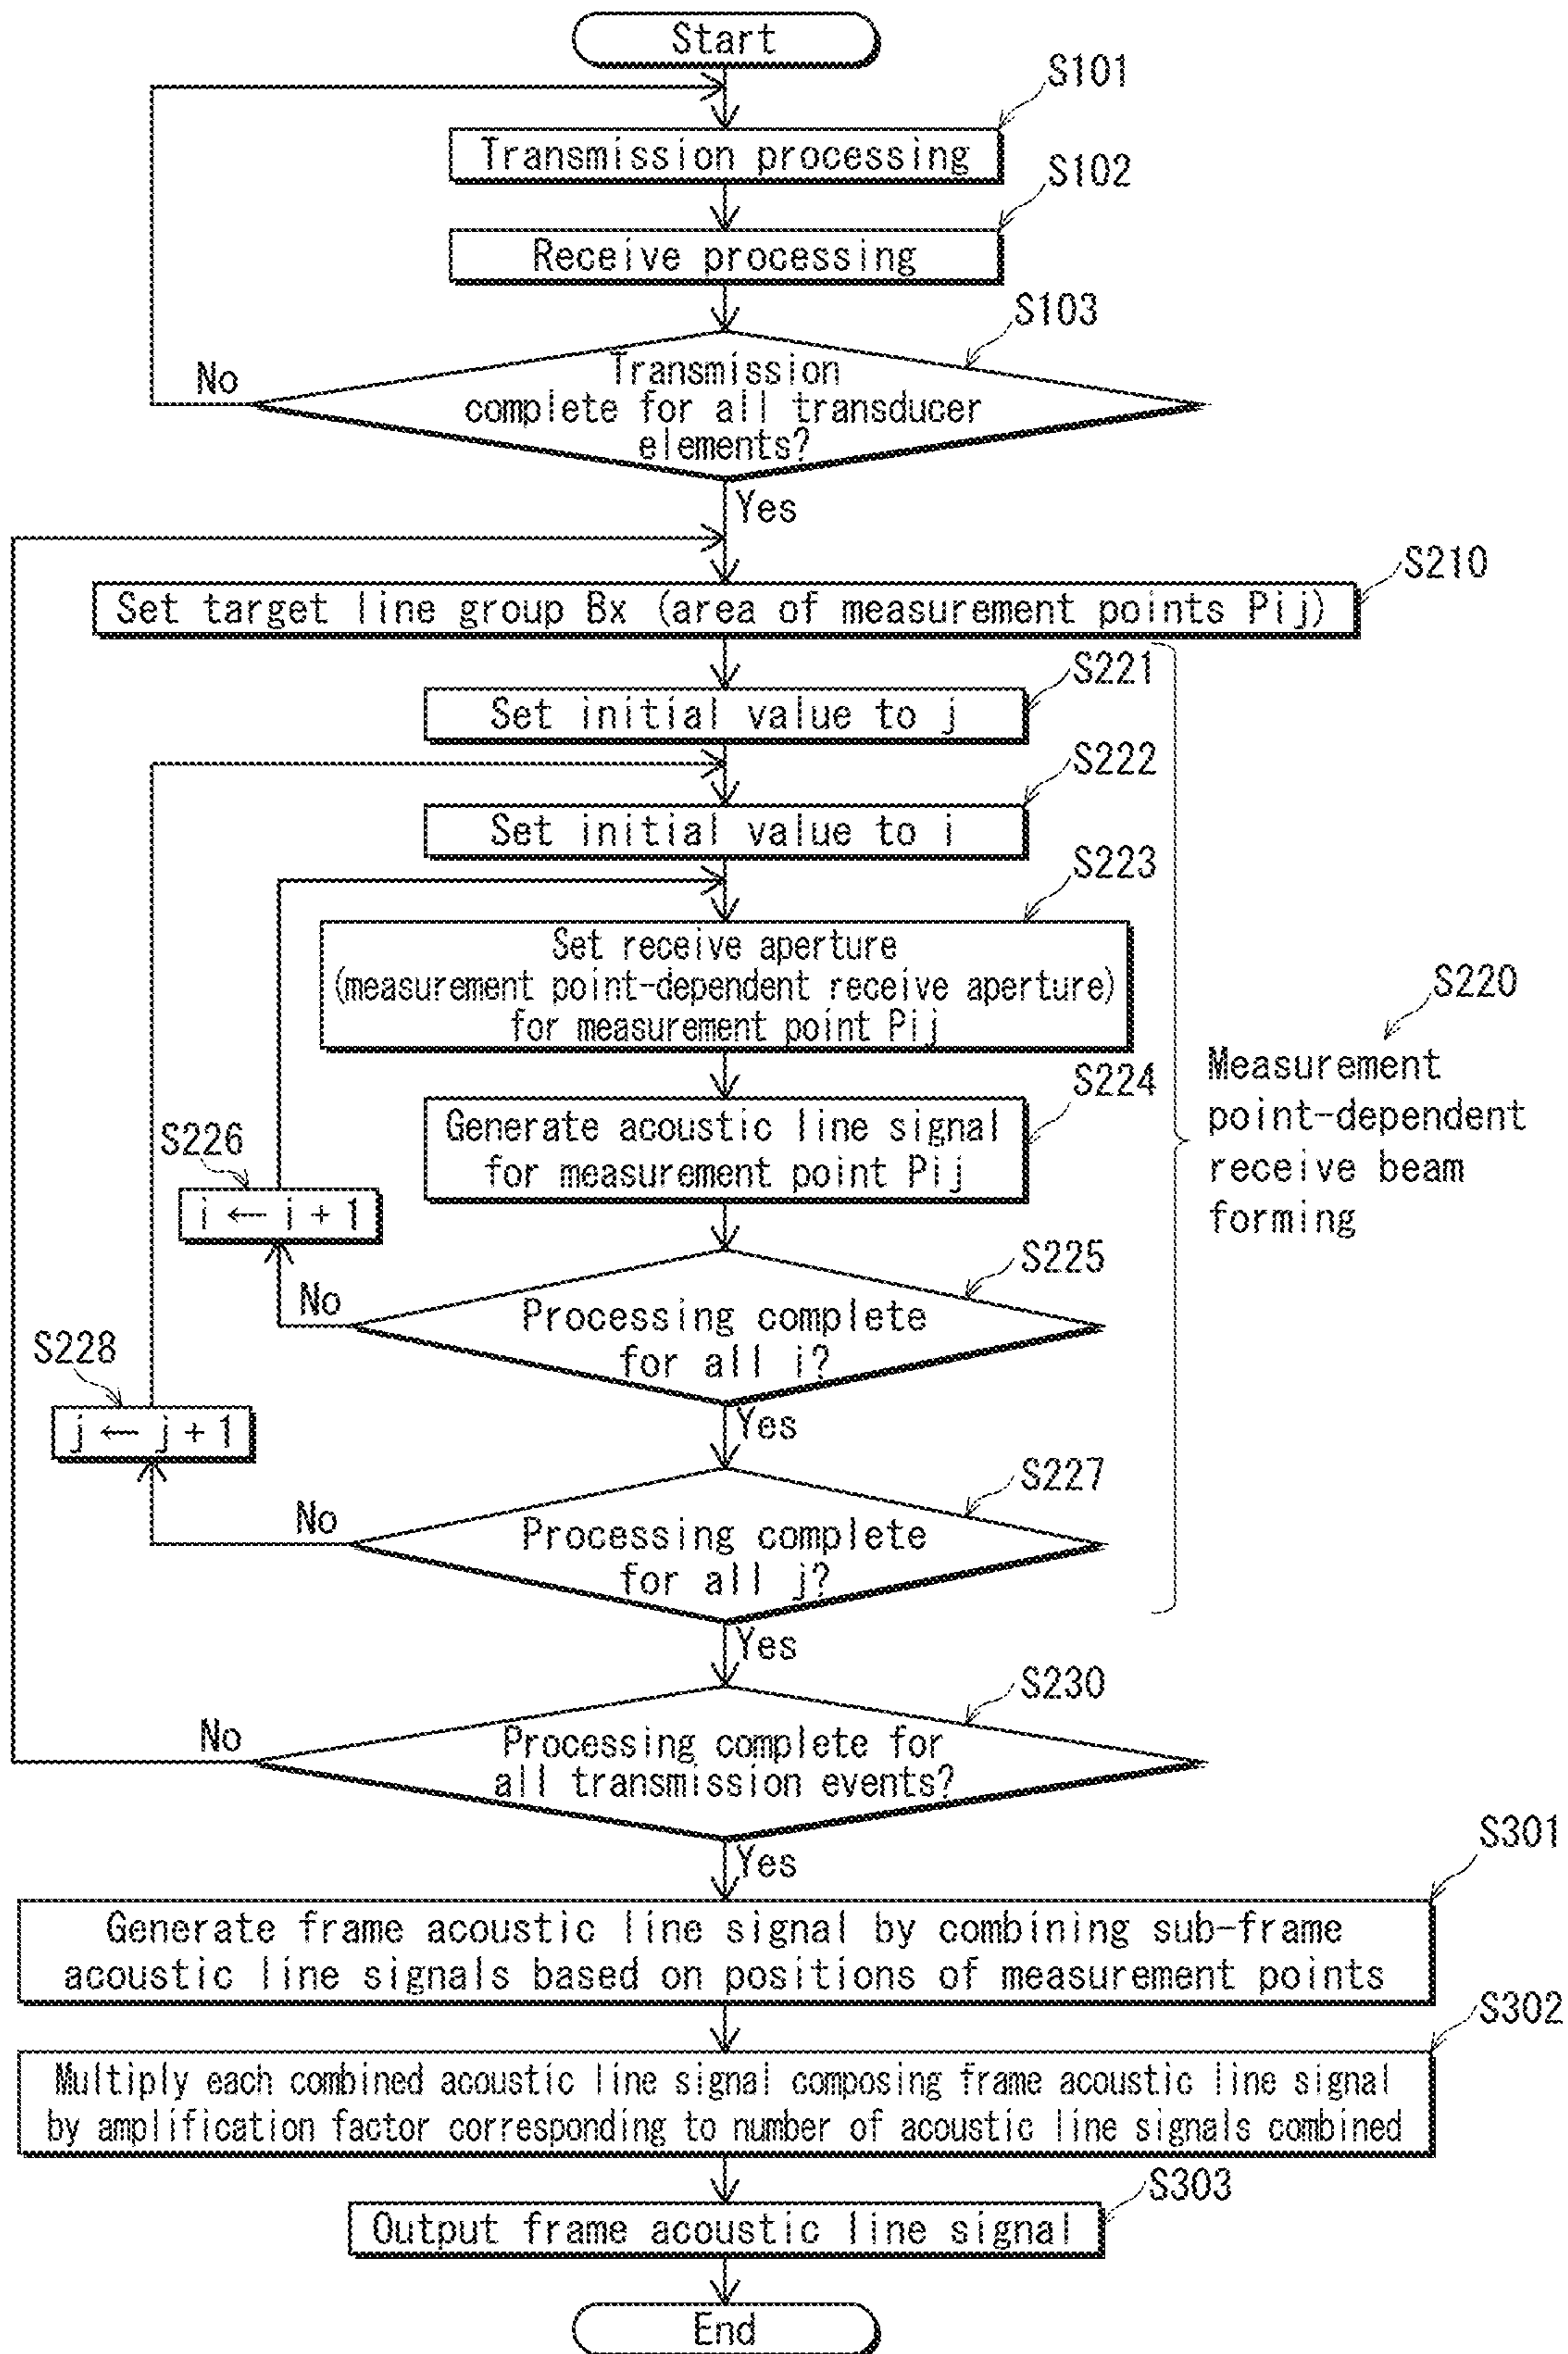 Start
S101
Transmission processing
S102
Receive processing
S103
Transmission
complete for all transducer
elements?
No
Yes
S210
Set target line group Bx (area of measurement points Pij)
S221
Set initial value to j
S222
Set initial value to i
S223
Set receive aperture
(measurement point-dependent receive aperture)
for measurement point Pij
S220
Measurement
point-dependent
receive beam
forming
S224
Generate acoustic line signal
for measurement point Pij
S226
i ← i + 1
S225
Processing complete
for all i?
No
Yes
S228
j ← j + 1
S227
Processing complete
for all j?
No
Yes
S230
Processing complete for
all transmission events?
No
Yes
S301
Generate frame acoustic line signal by combining sub-frame
acoustic line signals based on positions of measurement points
S302
Multiply each combined acoustic line signal composing frame acoustic line signal
by amplification factor corresponding to number of acoustic line signals combined
S303
Output frame acoustic line signal
End